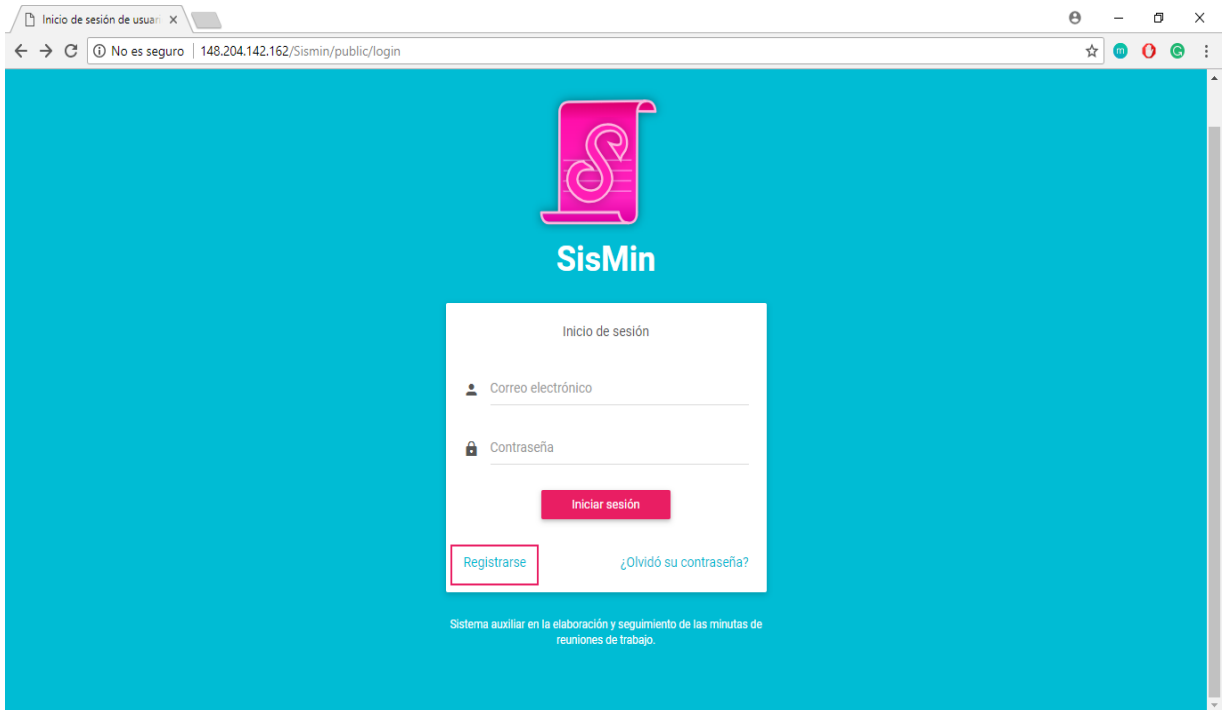 Inicio de sesión de usuari
No es seguro 148.204.142.162/Sismin/public/login
SisMin
Inicio de sesión
Correo electrónico
Contraseña
Iniciar sesión
Registrarse ¿Olvidó su contraseña?
Sistema auxiliar en la elaboración y seguimiento de las minutas de
reuniones de trabajo.